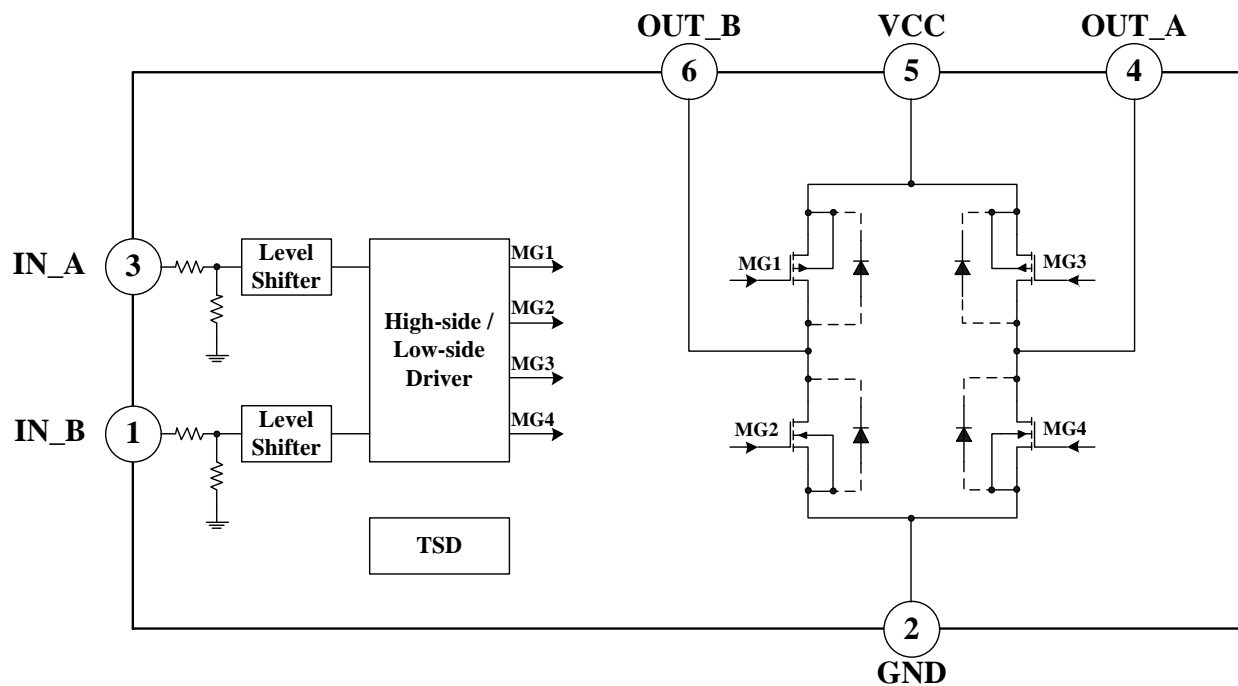 OUT_B
VCC
OUT_A
6
5
4
IN_A
3
Level
Shifter
MG1
MG2
MG3
MG4
High-side /
Low-side
Driver
IN_B
1
Level
Shifter
TSD
MG1
MG3
MG2
MG4
2
GND